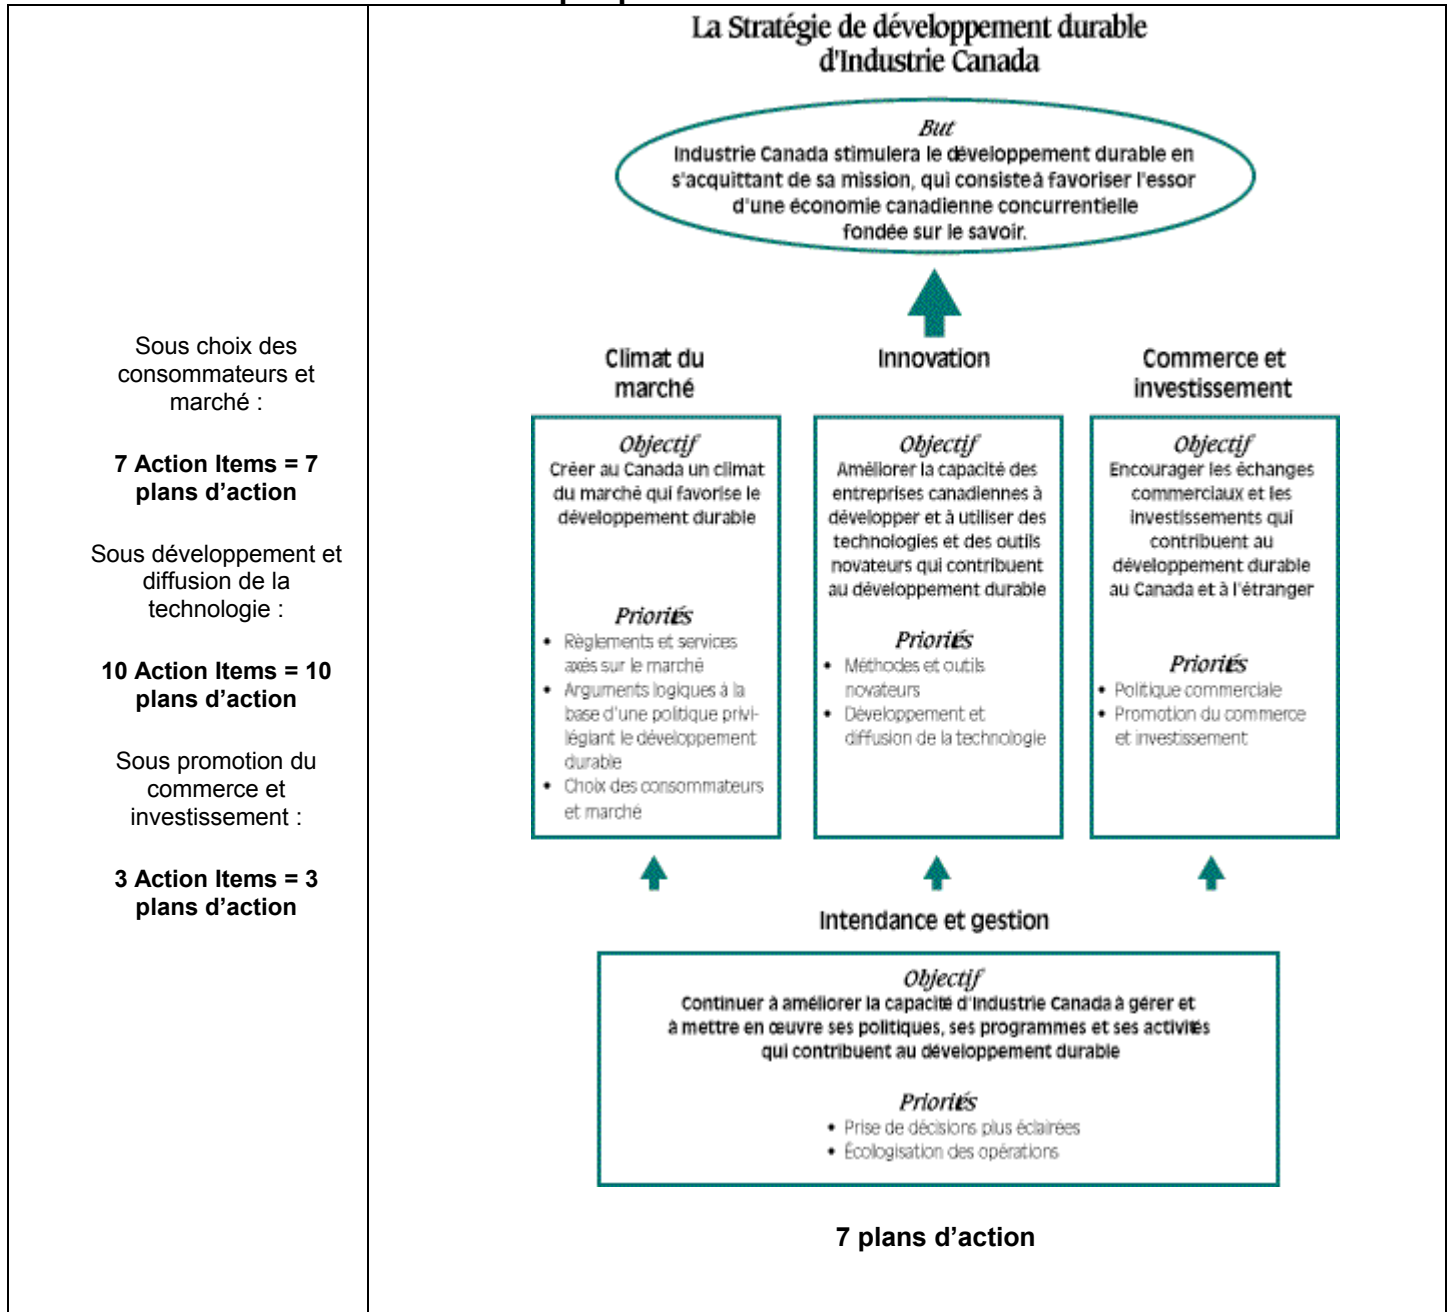 Sous choix des
consommateurs et
marché :
7 Action Items = 7
plans d'action
Sous développement et
diffusion de la
technologie :
10 Action Items = 10
plans d'action
Sous promotion du
commerce et
investissement :
3 Action Items = 3
plans d'action
La Stratégie de développement durable
d'Industrie Canada
But
Industrie Canada stimulera le développement durable en
s'acquittant de sa mission, qui consiste à favoriser l'essor
d'une économie canadienne concurrentielle
fondée sur le savoir.
Climat du
marché
Objectif
Créer au Canada un climat
du marché qui favorise le
développement durable
Priorités
• Règlements et services
axés sur le marché
• Arguments logiques à la
base d'une politique privi-
légiant le développement
durable
• Choix des consommateurs
et marché
Innovation
Objectif
Améliorer la capacité des
entreprises canadiennes à
développer et à utiliser des
technologies et des outils
novateurs qui contribuent
au développement durable
Priorités
• Méthodes et outils
novateurs
• Développement et
diffusion de la technologie
Commerce et
investissement
Objectif
Encourager les échanges
commerciaux et les
investissements qui
contribuent au
développement durable
au Canada et à l'étranger
Priorités
• Politique commerciale
• Promotion du commerce
et investissement
Intendance et gestion
Objectif
Continuer à améliorer la capacité d'Industrie Canada à gérer et
à mettre en œuvre ses politiques, ses programmes et ses activités
qui contribuent au développement durable
Priorités
• Prise de décisions plus éclairées
• Écologisation des opérations
7 plans d'action